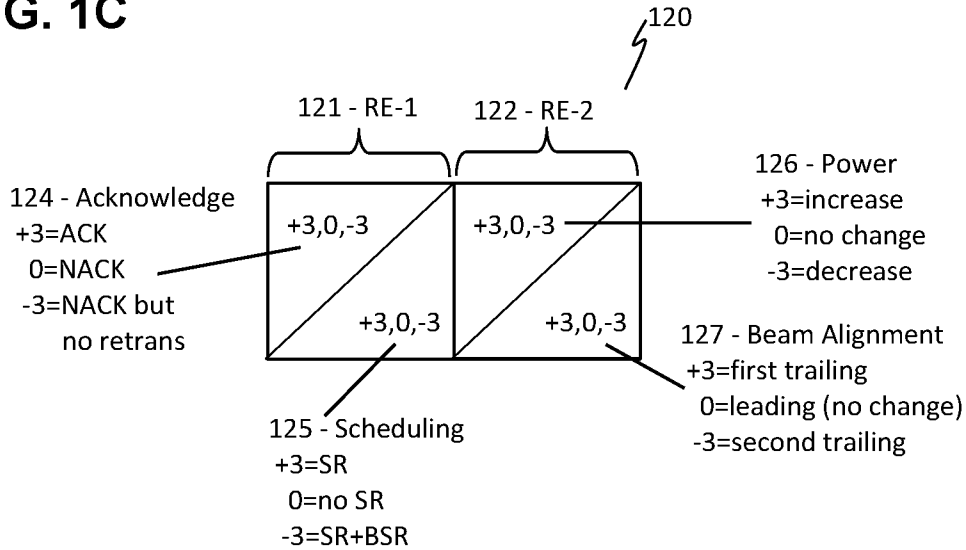 G. 1C
120
121 - RE-1
122 - RE-2
124 - Acknowledge
+3=ACK
0=NACK
-3=NACK but
no retrans
+3,0,-3
+3,0,-3
+3,0,-3
+3,0,-3
126 - Power
+3=increase
0=no change
-3=decrease
127 - Beam Alignment
+3=first trailing
0=leading (no change)
-3=second trailing
125 - Scheduling
+3=SR
0=no SR
-3=SR+BSR